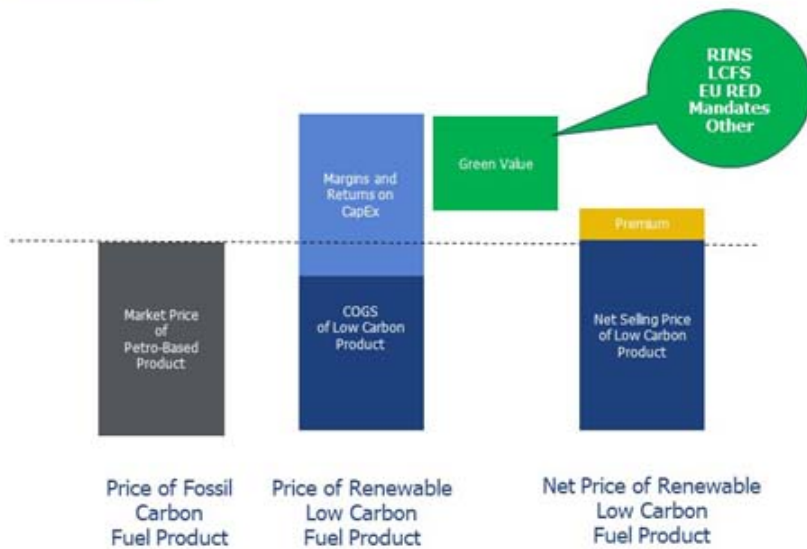 RINS
LCFS
EU RED
Mandates
Other
Margins and
Returns on
CapEx
Green Value
Premium
Market Price
of
Petro-Based
Product
COGS
of Low Carbon
Product
Net Selling Price
of Low Carbon
Product
Price of Fossil
Carbon
Fuel Product
Price of Renewable
Low Carbon
Fuel Product
Net Price of Renewable
Low Carbon
Fuel Product